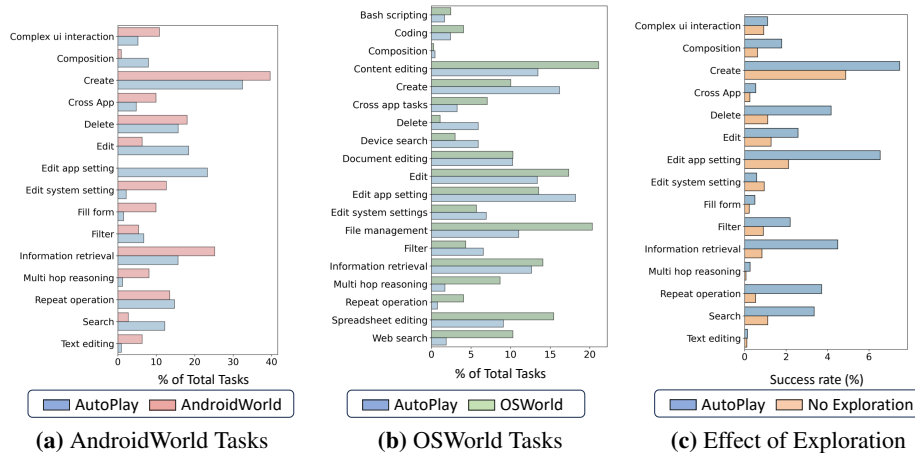 Complex ui interaction
Composition
Create
Cross App
Delete
Edit
Edit app setting
Edit system setting
Fill form
Filter
Information retrieval
Multi hop reasoning
Repeat operation
Search
Text editing
0 10 20 30 40
% of Total Tasks
AutoPlay AndroidWorld
(a) AndroidWorld Tasks
Bash scripting
Coding
Composition
Content editing
Create
Cross app tasks
Delete
Device search
Document editing
Edit
Edit app setting
Edit system settings
File management
Filter
Information retrieval
Multi hop reasoning
Repeat operation
Spreadsheet editing
Web search
0 5 10 15 20
% of Total Tasks
AutoPlay OSWorld
(b) OSWorld Tasks
Complex ui interaction
Composition
Create
Cross App
Delete
Edit
Edit app setting
Edit system setting
Fill form
Filter
Information retrieval
Multi hop reasoning
Repeat operation
Search
Text editing
0 2 4 6
Success rate (%)
AutoPlay No Exploration
(c) Effect of Exploration